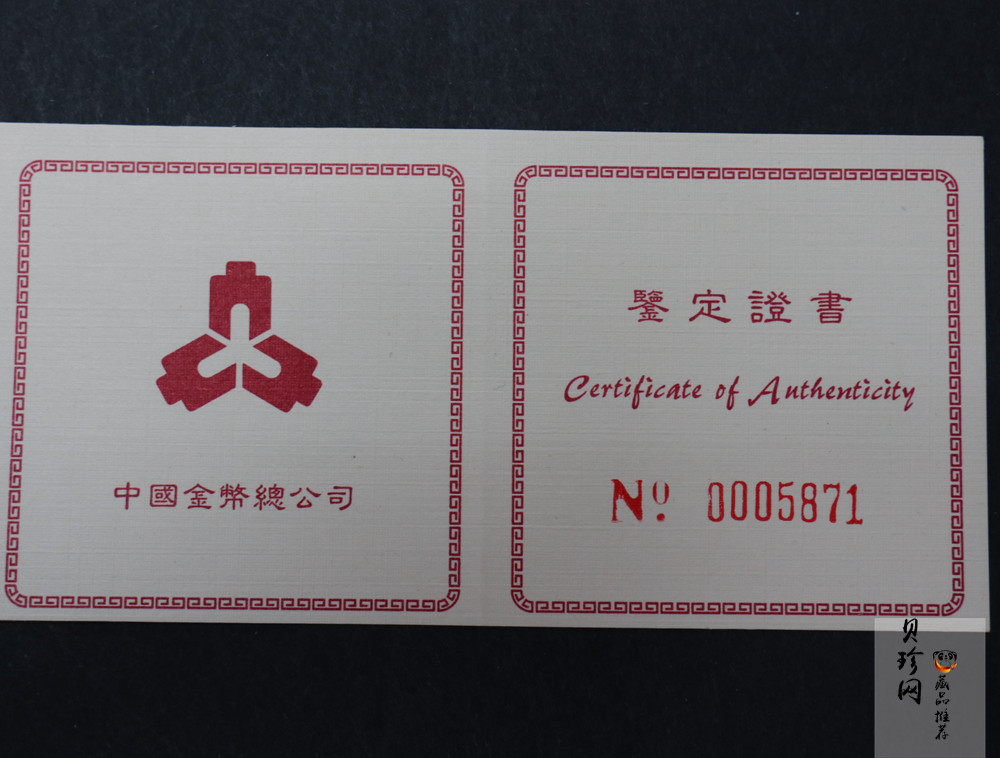 中國金幣總公司
鑒定證書
Certificate of Authenticity
Nº 0005871
贝珍网
藏品推荐